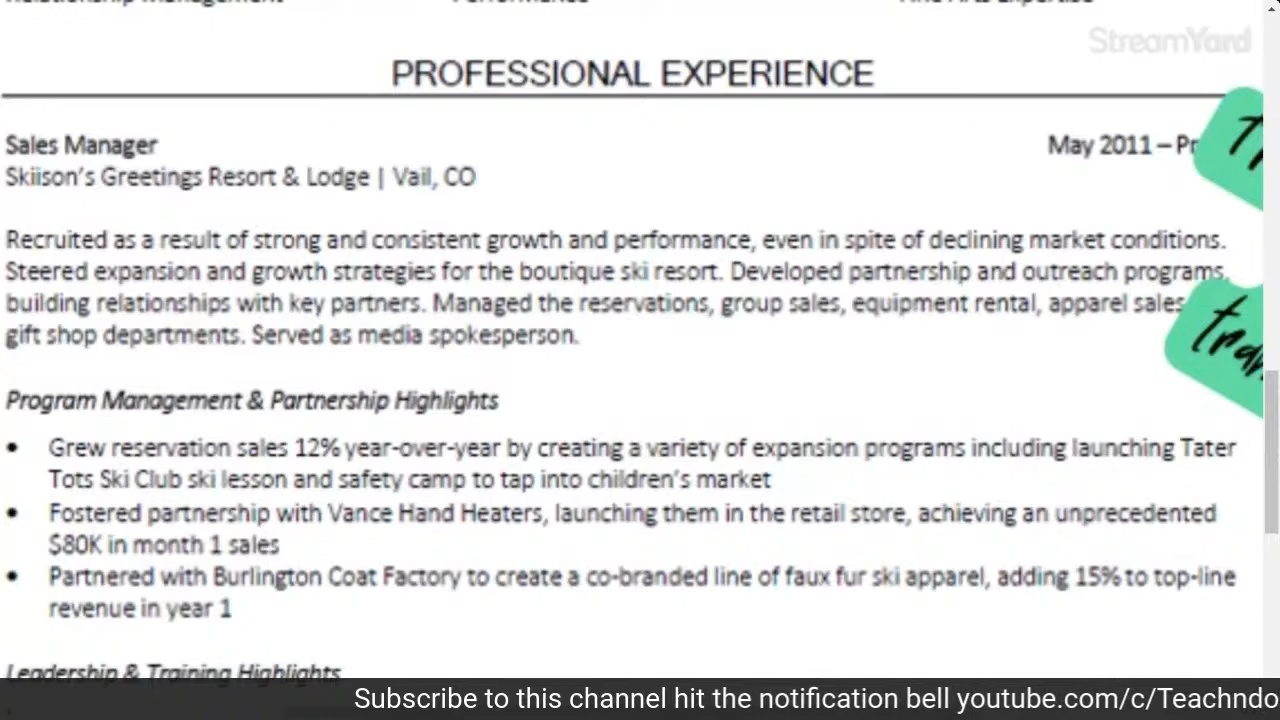 Relationship Management Performance Fine Arts Expertise
StreamYard
PROFESSIONAL EXPERIENCE
Sales Manager May 2011 – Pr
Skiison's Greetings Resort & Lodge | Vail, CO
Recruited as a result of strong and consistent growth and performance, even in spite of declining market conditions.
Steered expansion and growth strategies for the boutique ski resort. Developed partnership and outreach programs,
building relationships with key partners. Managed the reservations, group sales, equipment rental, apparel sales
gift shop departments. Served as media spokesperson.
Program Management & Partnership Highlights
• Grew reservation sales 12% year-over-year by creating a variety of expansion programs including launching Tater
Tots Ski Club ski lesson and safety camp to tap into children's market
• Fostered partnership with Vance Hand Heaters, launching them in the retail store, achieving an unprecedented
$80K in month 1 sales
• Partnered with Burlington Coat Factory to create a co-branded line of faux fur ski apparel, adding 15% to top-line
revenue in year 1
Leadership & Training Highlights
Subscribe to this channel hit the notification bell youtube.com/c/Teachndo